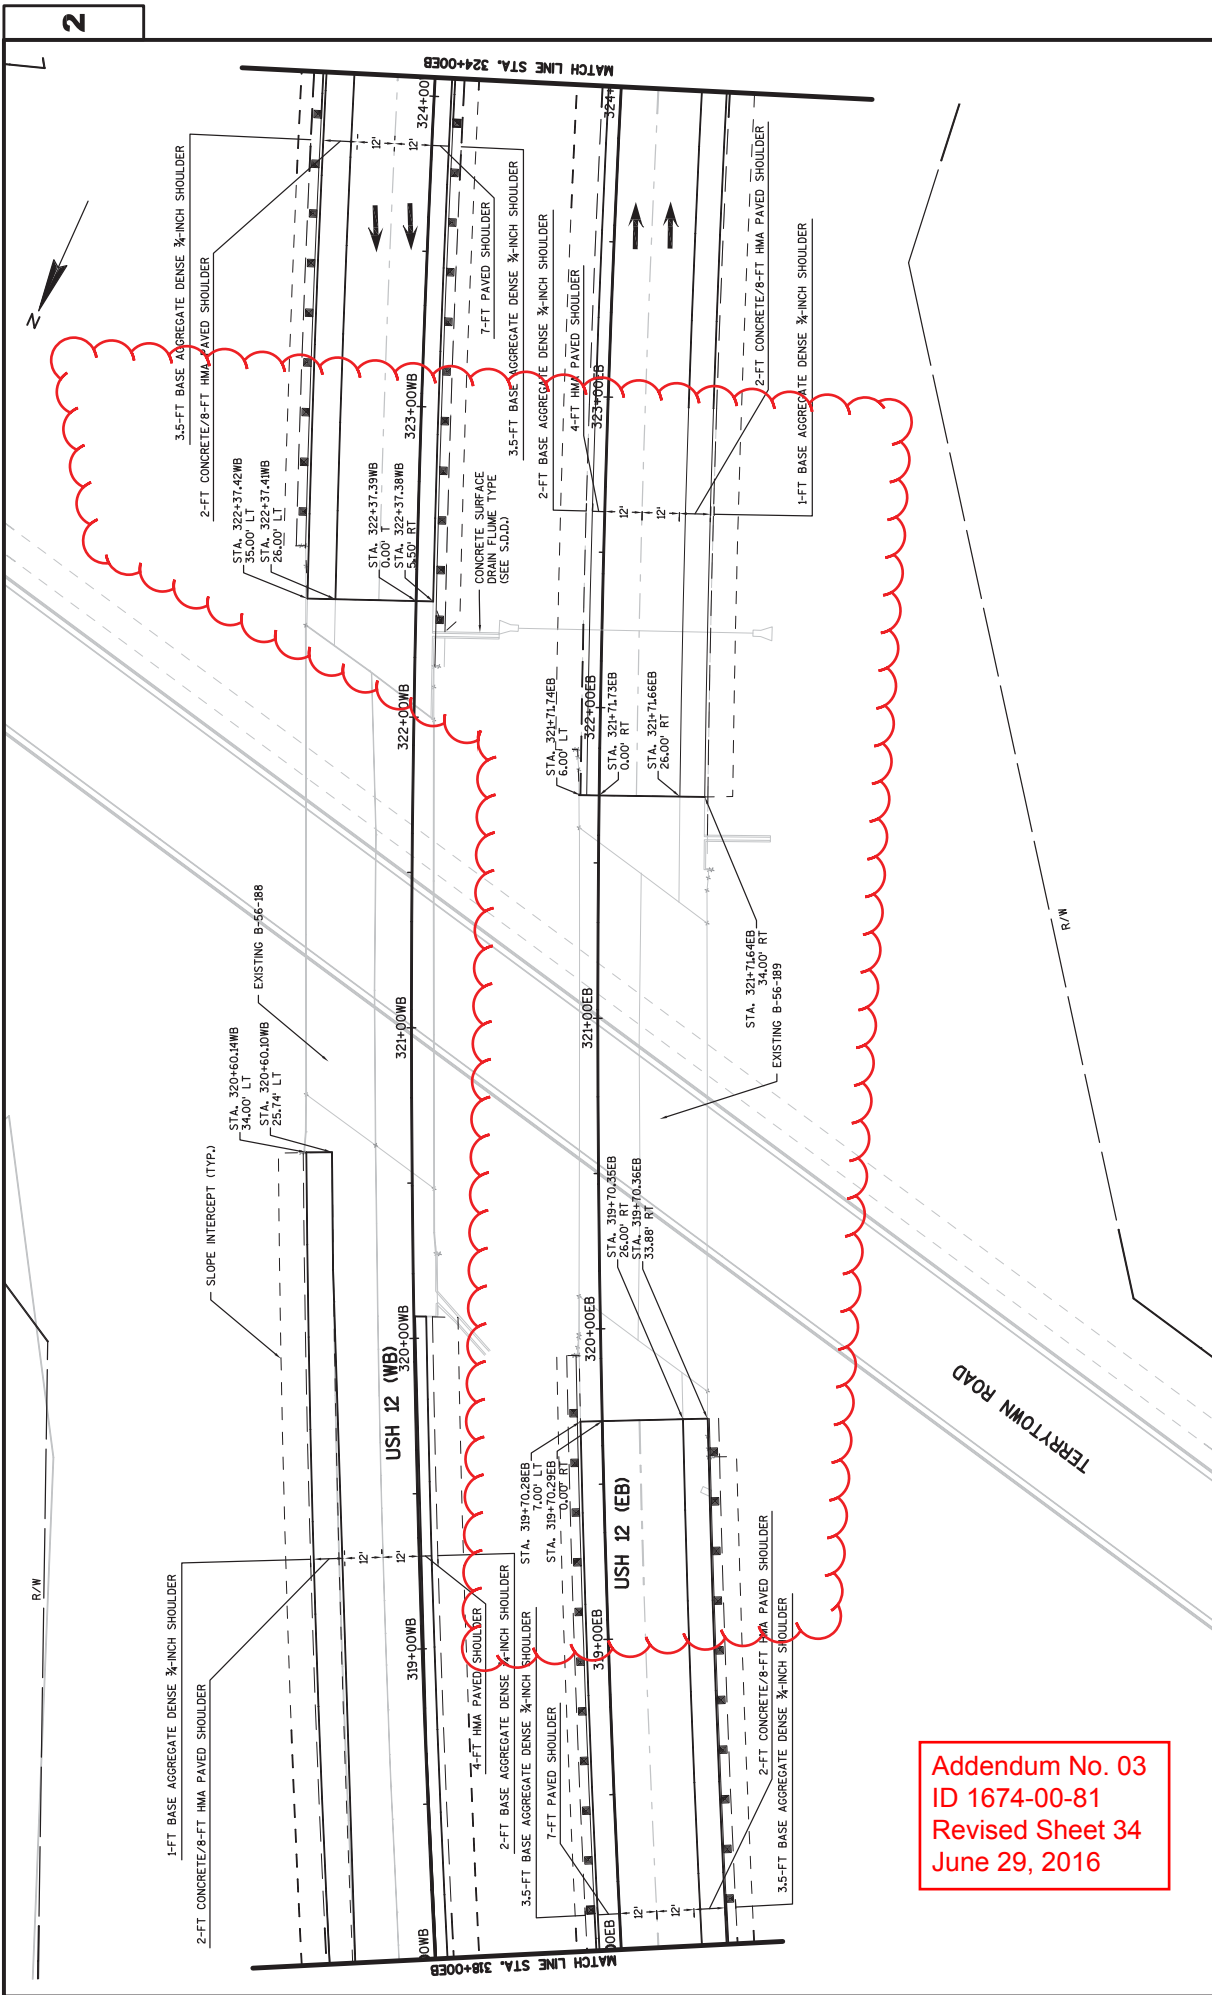 2
MATCH LINE STA. 324+00EB
N
3.5-FT BASE AGGREGATE DENSE ¾-INCH SHOULDER
2-FT CONCRETE/8-FT HMA PAVED SHOULDER
12'
12'
324+00
7-FT PAVED SHOULDER
3.5-FT BASE AGGREGATE DENSE ¾-INCH SHOULDER
2-FT BASE AGGREGATE DENSE ¾-INCH SHOULDER
4-FT HMA PAVED SHOULDER
324+
2-FT CONCRETE/8-FT HMA PAVED SHOULDER
1-FT BASE AGGREGATE DENSE ¾-INCH SHOULDER
12'
12'
323+00WB
323+00EB
STA. 322+37.42WB
35.00' LT
STA. 322+37.41WB
26.00' LT
STA. 322+37.39WB
0.00' T
STA. 322+37.38WB
5.50' RT
CONCRETE SURFACE
DRAIN FLUME TYPE
(SEE S.D.D.)
322+00WB
322+00EB
STA. 321+71.74EB
6.00' LT
STA. 321+71.73EB
0.00' RT
STA. 321+71.66EB
26.00' RT
STA. 321+71.64EB
34.00' RT
EXISTING B-56-189
EXISTING B-56-188
321+00WB
321+00EB
R/W
STA. 320+60.14WB
34.00' LT
STA. 320+60.10WB
25.74' LT
SLOPE INTERCEPT (TYP.)
STA. 319+70.35EB
26.00' RT
STA. 319+70.36EB
33.88' RT
320+00WB
320+00EB
USH 12 (WB)
TERRYTOWN ROAD
STA. 319+70.28EB
7.00' LT
STA. 319+70.29EB
0.00' RT
USH 12 (EB)
R/W
1-FT BASE AGGREGATE DENSE ¾-INCH SHOULDER
2-FT CONCRETE/8-FT HMA PAVED SHOULDER
12'
12'
319+00WB
4-FT HMA PAVED SHOULDER
2-FT BASE AGGREGATE DENSE ¾-INCH SHOULDER
3.5-FT BASE AGGREGATE DENSE ¾-INCH SHOULDER
7-FT PAVED SHOULDER
319+00EB
2-FT CONCRETE/8-FT HMA PAVED SHOULDER
3.5-FT BASE AGGREGATE DENSE ¾-INCH SHOULDER
12'
12'
00WB
00EB
MATCH LINE STA. 318+00EB
Addendum No. 03
ID 1674-00-81
Revised Sheet 34
June 29, 2016